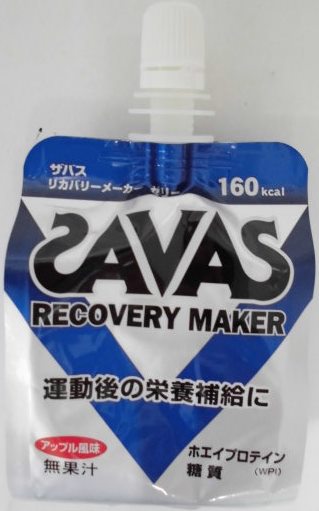 ザバス
リカバリーメーカー ゼリー
160kcal
SAVAS
RECOVERY MAKER
運動後の栄養補給に
アップル風味
無果汁
ホエイプロテイン
糖質 (WPI)